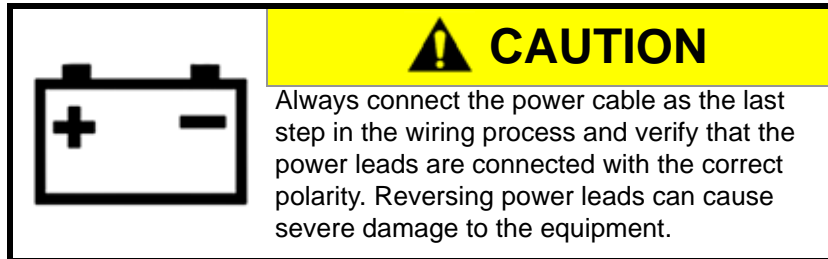 CAUTION
Always connect the power cable as the last
step in the wiring process and verify that the
power leads are connected with the correct
polarity. Reversing power leads can cause
severe damage to the equipment.